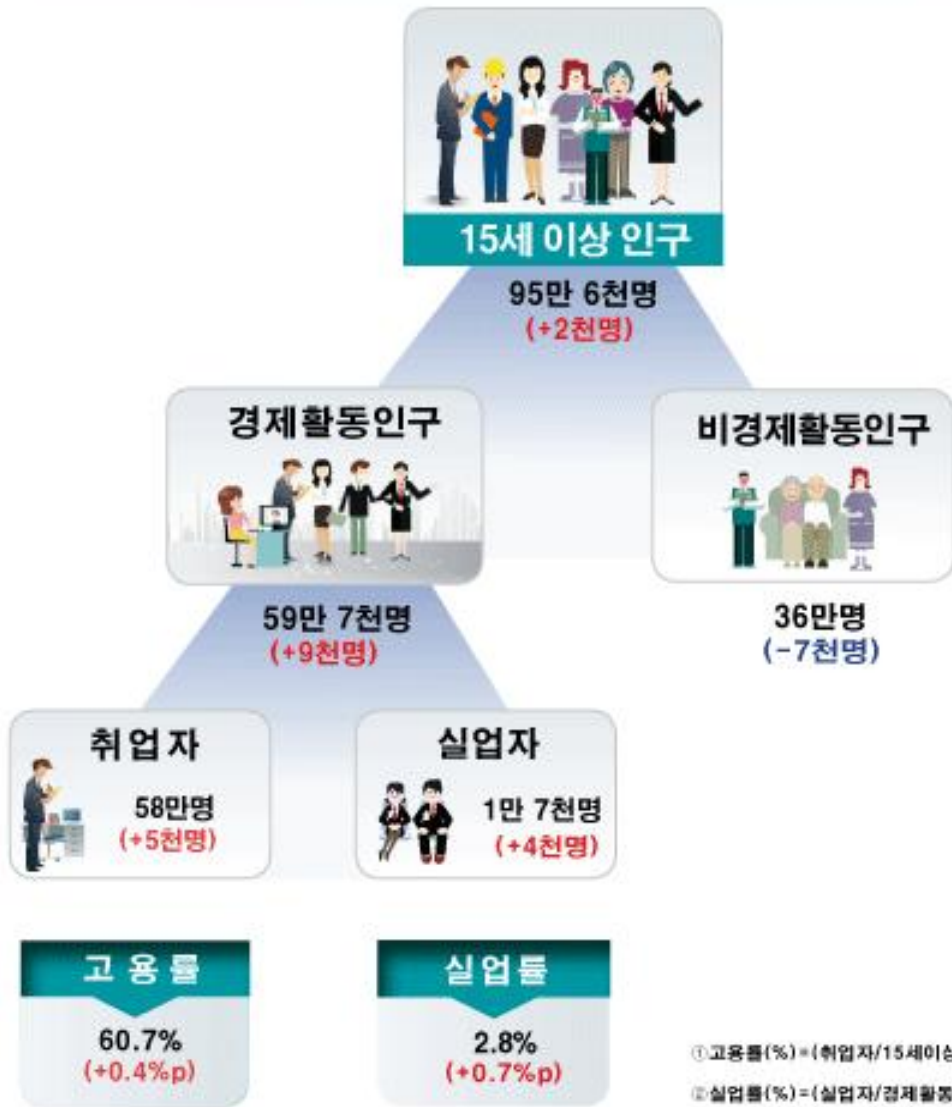 15세 이상 인구
95만 6천명
(+2천명)
경제활동인구
비경제활동인구
59만 7천명
(+9천명)
36만명
(-7천명)
취업자
58만명
(+5천명)
실업자
1만 7천명
(+4천명)
고용률
60.7%
(+0.4%p)
실업률
2.8%
(+0.7%p)
①고용률(%)=(취업자/15세이상
②실업률(%)=(실업자/경제활동